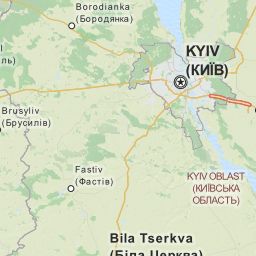 Borodianka
(Бородянка)
KYIV
(КИЇВ)
Brusyliv
(Брусилів)
Fastiv
(Фастів)
KYIV OBLAST
(КИЇВСЬКА
ОБЛАСТЬ)
Bila Tserkva
(Біла Церква)